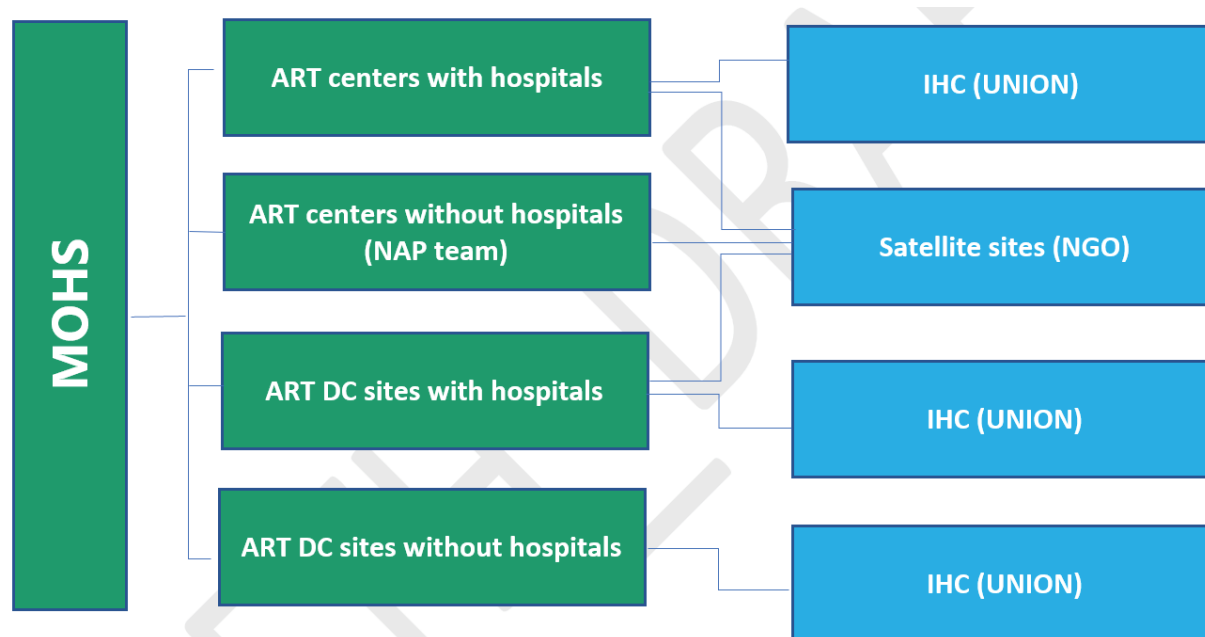 MOHS
ART centers with hospitals
IHC (UNION)
ART centers without hospitals
(NAP team)
Satellite sites (NGO)
ART DC sites with hospitals
IHC (UNION)
ART DC sites without hospitals
IHC (UNION)